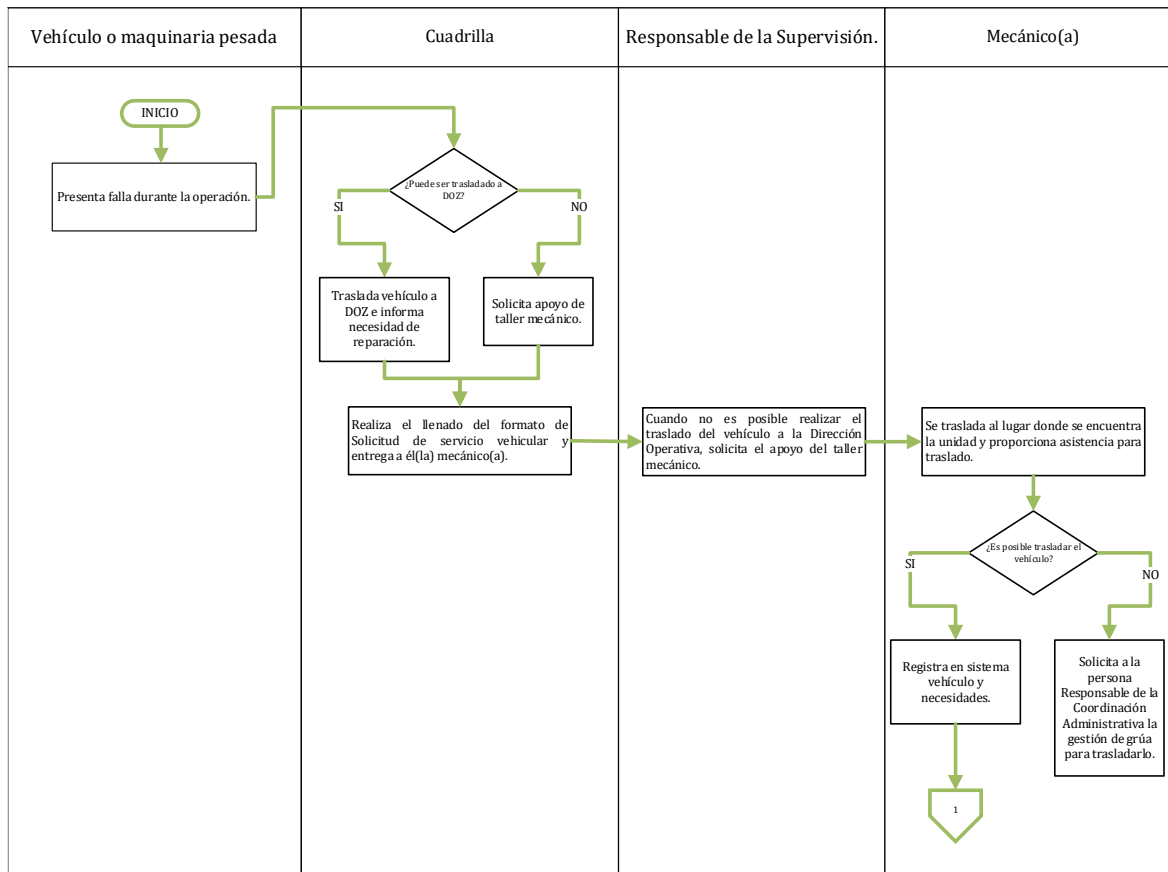 Vehículo o maquinaria pesada
Cuadrilla
Responsable de la Supervisión.
Mecánico(a)
INICIO
Presenta falla durante la operación.
¿Puede ser trasladado a
DOZ?
SI
NO
Traslada vehículo a
DOZ e informa
necesidad de
reparación.
Solicita apoyo de
taller mecánico.
Realiza el llenado del formato de
Solicitud de servicio vehicular y
entrega a él(la) mecánico(a).
Cuando no es posible realizar el
traslado del vehículo a la Dirección
Operativa, solicita el apoyo del taller
mecánico.
Se traslada al lugar donde se encuentra
la unidad y proporciona asistencia para
traslado.
¿Es posible trasladar el
vehículo?
SI
NO
Registra en sistema
vehículo y
necesidades.
Solicita a la
persona
Responsable de la
Coordinación
Administrativa la
gestión de grúa
para trasladarlo.
1